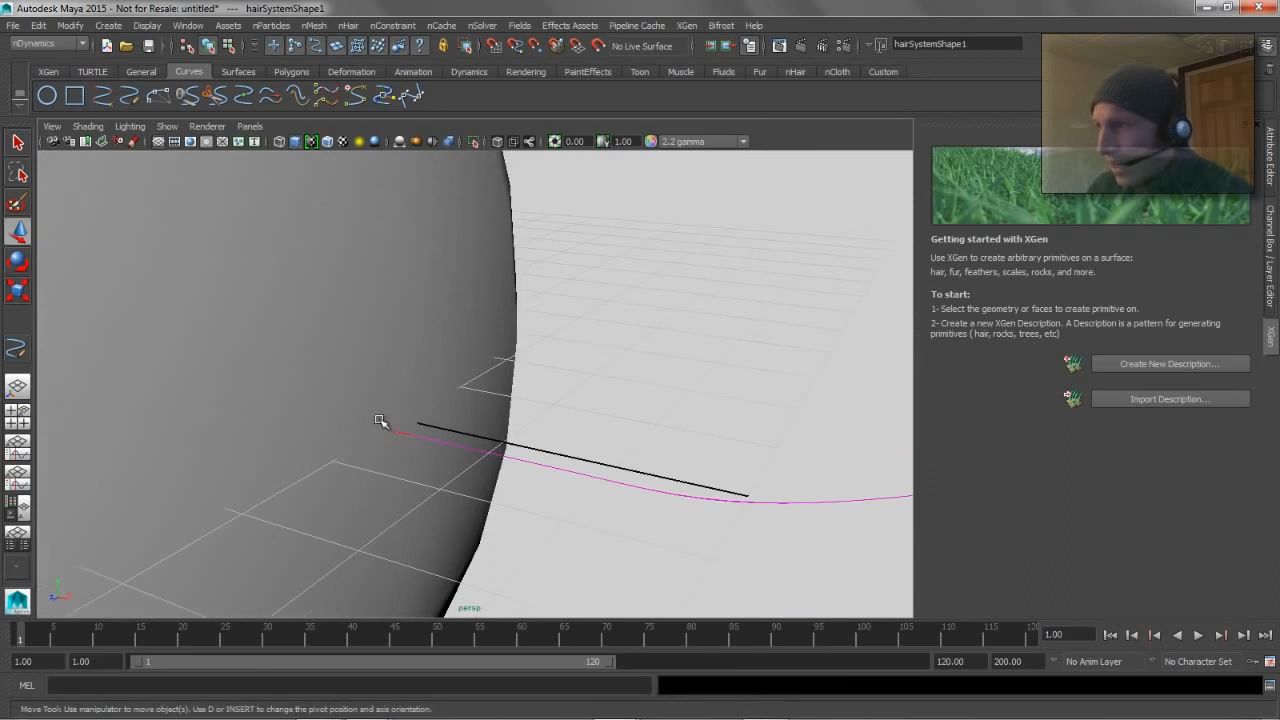 Autodesk Maya 2015 - Not for Resale: untitled*   ---   hairSystemShape1
File Edit Modify Create Display Window Assets nParticles nMesh nHair nConstraint nCache nSolver Fields Effects Assets Pipeline Cache XGen Bifrost Help
nDynamics No Live Surface hairSystemShape1
XGen TURTLE General Curves Surfaces Polygons Deformation Animation Dynamics Rendering PaintEffects Toon Muscle Fluids Fur nHair nCloth Custom
View Shading Lighting Show Renderer Panels
0.00 1.00 2.2 gamma
Attribute Editor
Channel Box / Layer Editor
XGen
Getting started with XGen
Use XGen to create arbitrary primitives on a surface:
hair, fur, feathers, scales, rocks, and more.
To start:
1- Select the geometry or faces to create primitive on.
2- Create a new XGen Description. A Description is a pattern for generating
primitives ( hair, rocks, trees, etc)
Create New Description...
Import Description...
persp
1 5 10 15 20 25 30 35 40 45 50 55 60 65 70 75 80 85 90 95 100 105 110 115 120 1.00
1.00 1.00 1 120 120.00 200.00 No Anim Layer No Character Set
MEL
Move Tool: Use manipulator to move object(s). Use D or INSERT to change the pivot position and axis orientation.